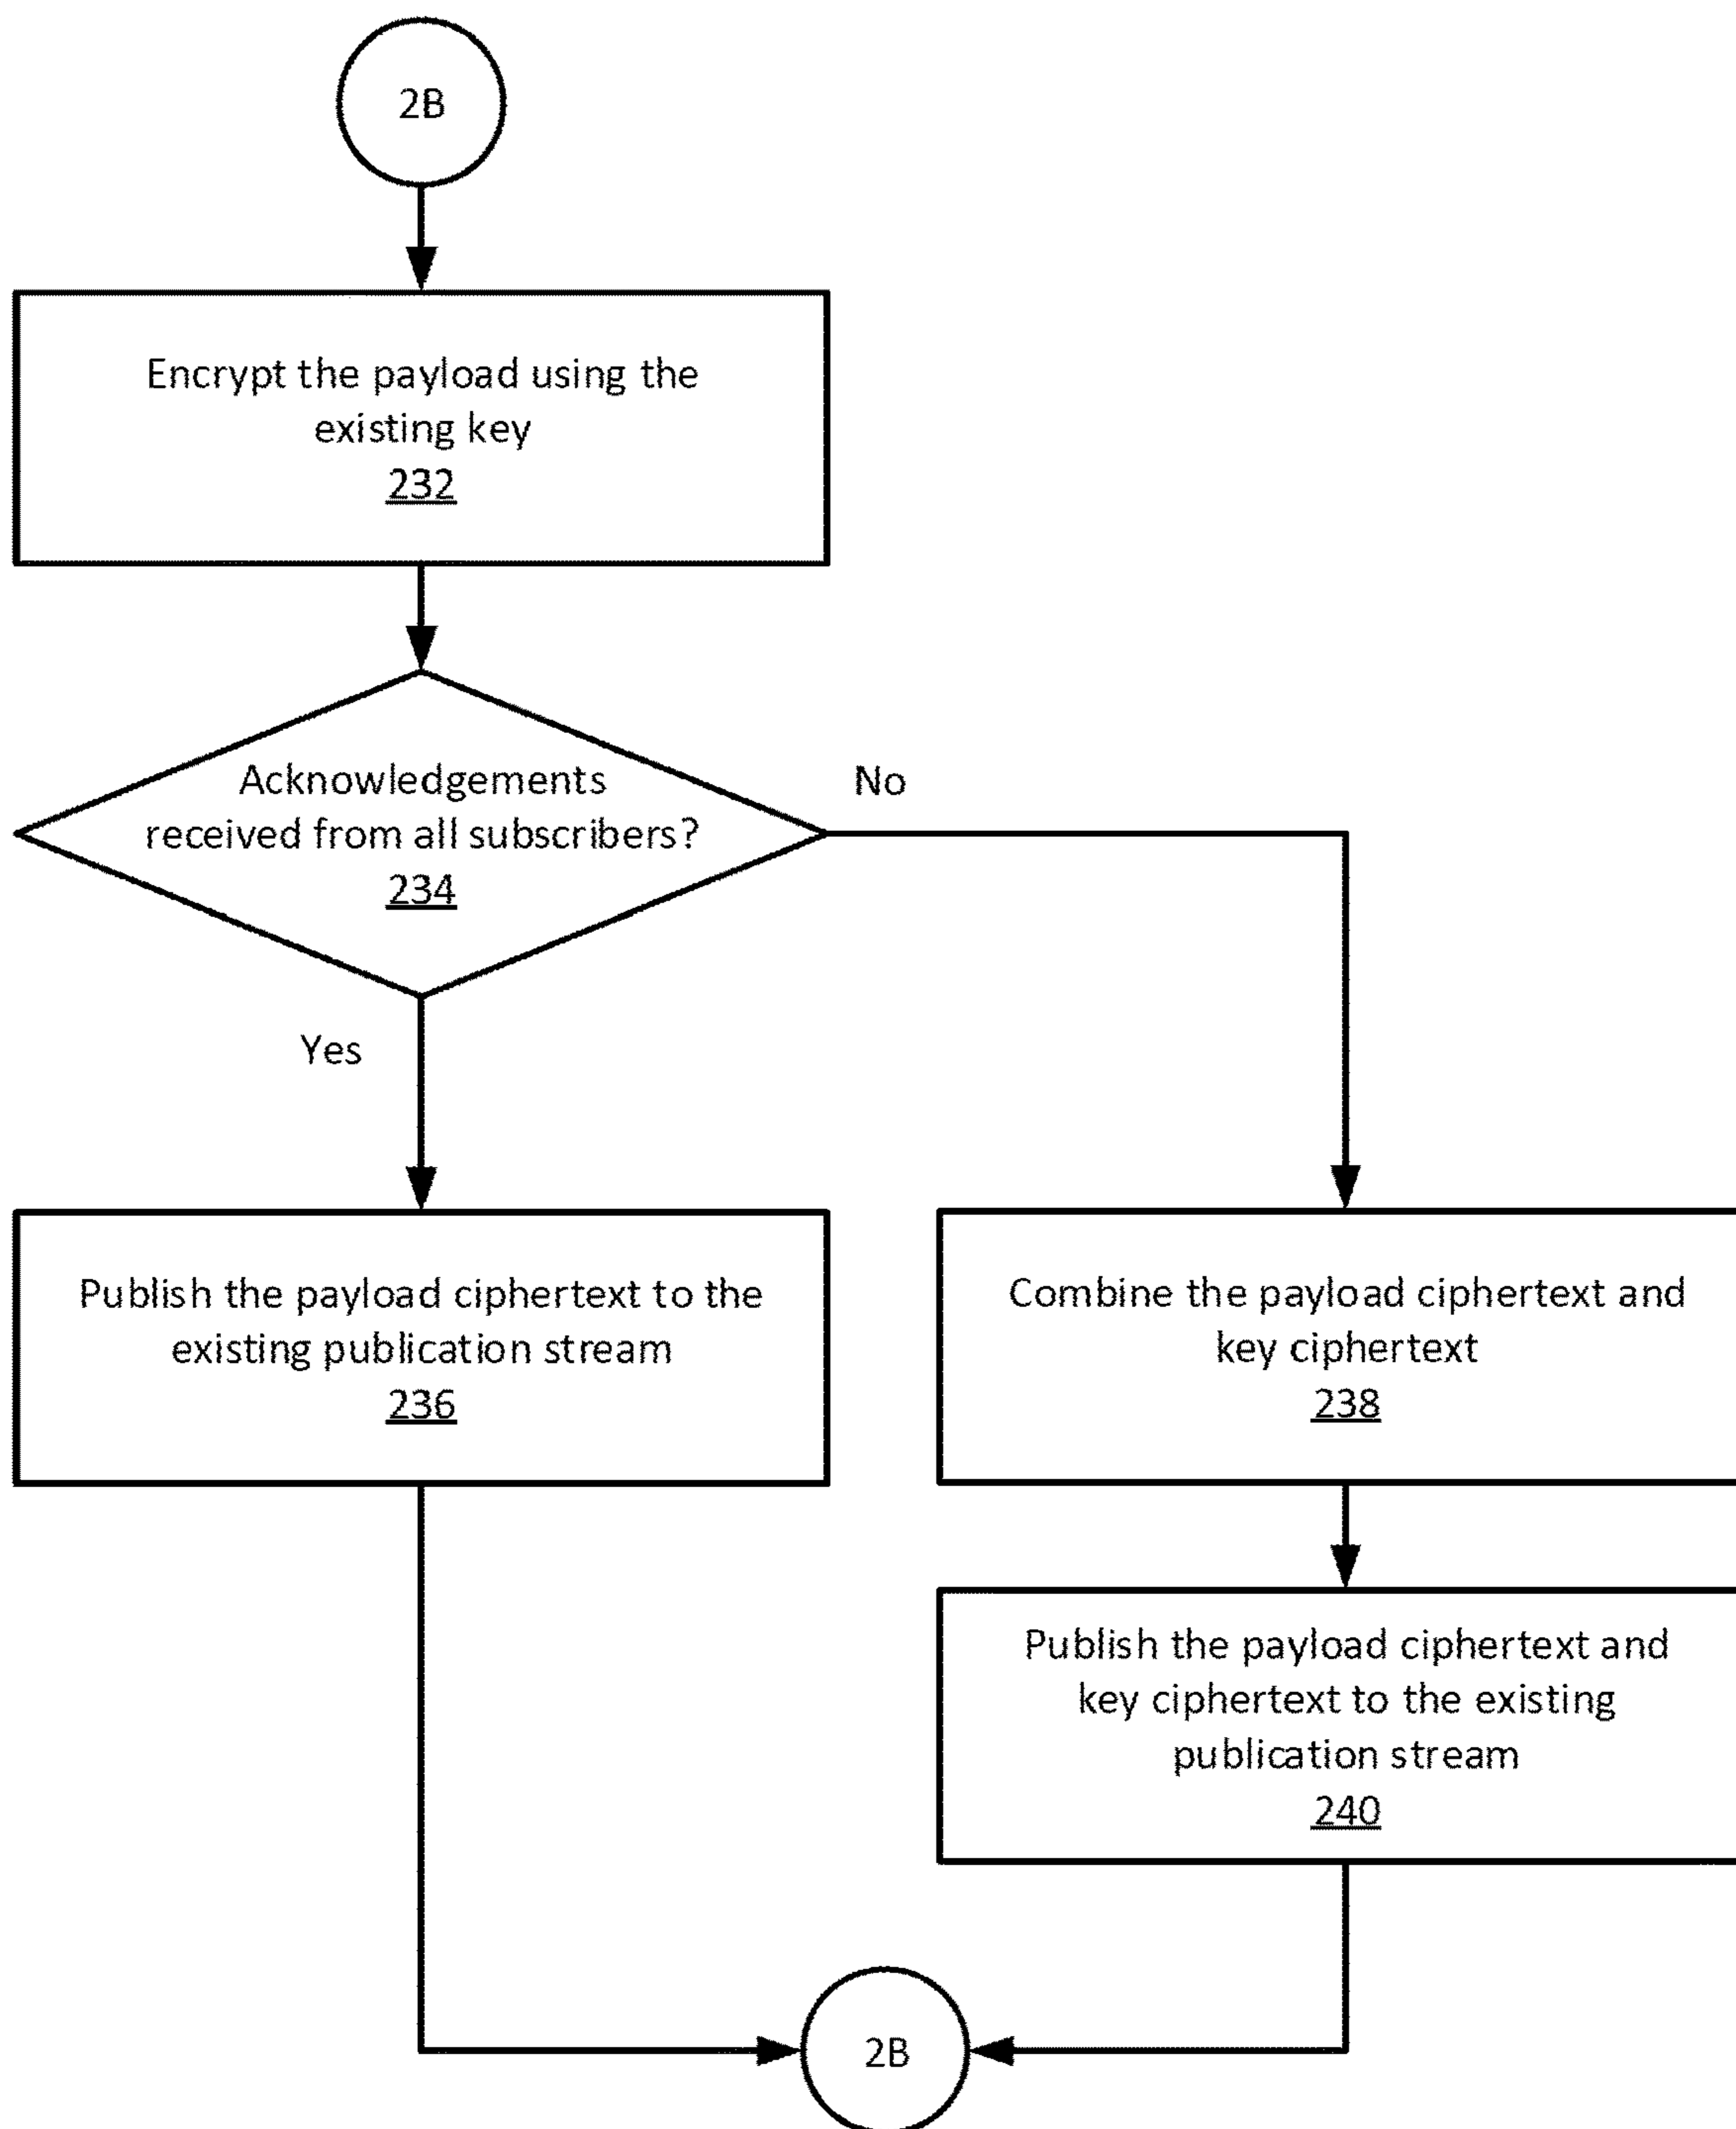 2B
Encrypt the payload using the
existing key
232
Acknowledgements
received from all subscribers?
234
No
Yes
Publish the payload ciphertext to the
existing publication stream
236
Combine the payload ciphertext and
key ciphertext
238
Publish the payload ciphertext and
key ciphertext to the existing
publication stream
240
2B